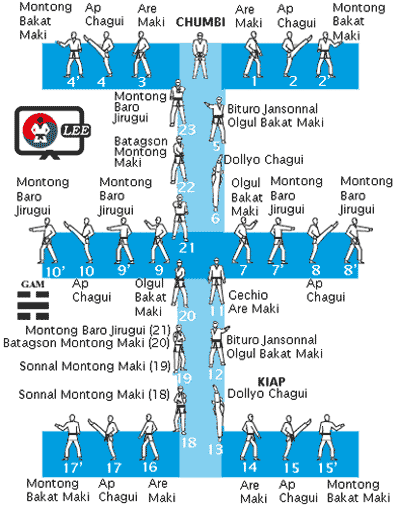 Montong Bakat Maki
Ap Chagui
Are Maki
CHUMBI
Are Maki
Ap Chagui
Montong Bakat Maki
4'
4
3
1
2
2'
LEE
Montong Baro Jirugui
23
Bituro Jansonnal
Olgul Bakat Maki
5
Batagson Montong Maki
22
Dollyo Chagui
6
Montong Baro Jirugui
Montong Baro Jirugui
21
Olgul Bakat Maki
Montong Baro Jirugui
Montong Baro Jirugui
10'
10
9'
9
7
7'
8
8'
Ap Chagui
Olgul Bakat Maki
Ap Chagui
GAM
20
11
Gechio
Are Maki
Montong Baro Jirugui (21)
Batagson Montong Maki (20)
Sonnal Montong Maki (19)
19
Bituro Jansonnal
Olgul Bakat Maki
12
KIAP
Sonnal Montong Maki (18)
Dollyo Chagui
18
13
17'
17
16
14
15
15'
Montong
Bakat Maki
Ap Chagui
Are Maki
Are Maki
Ap Chagui
Montong
Bakat Maki